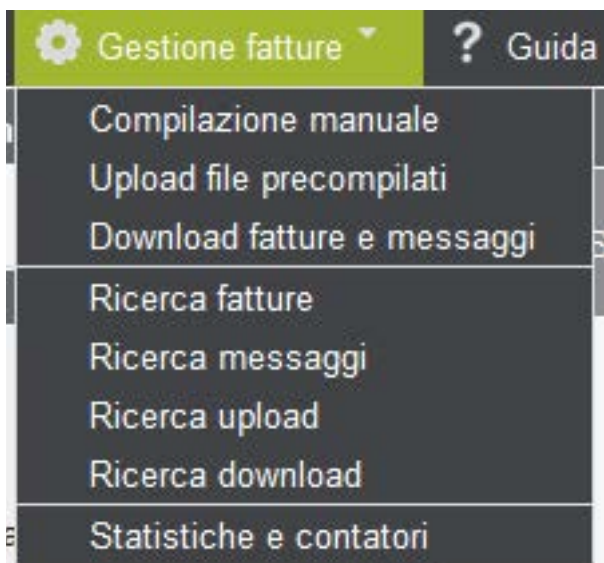 Gestione fatture ? Guida
Compilazione manuale
Upload file precompilati
Download fatture e messaggi
Ricerca fatture
Ricerca messaggi
Ricerca upload
Ricerca download
Statistiche e contatori